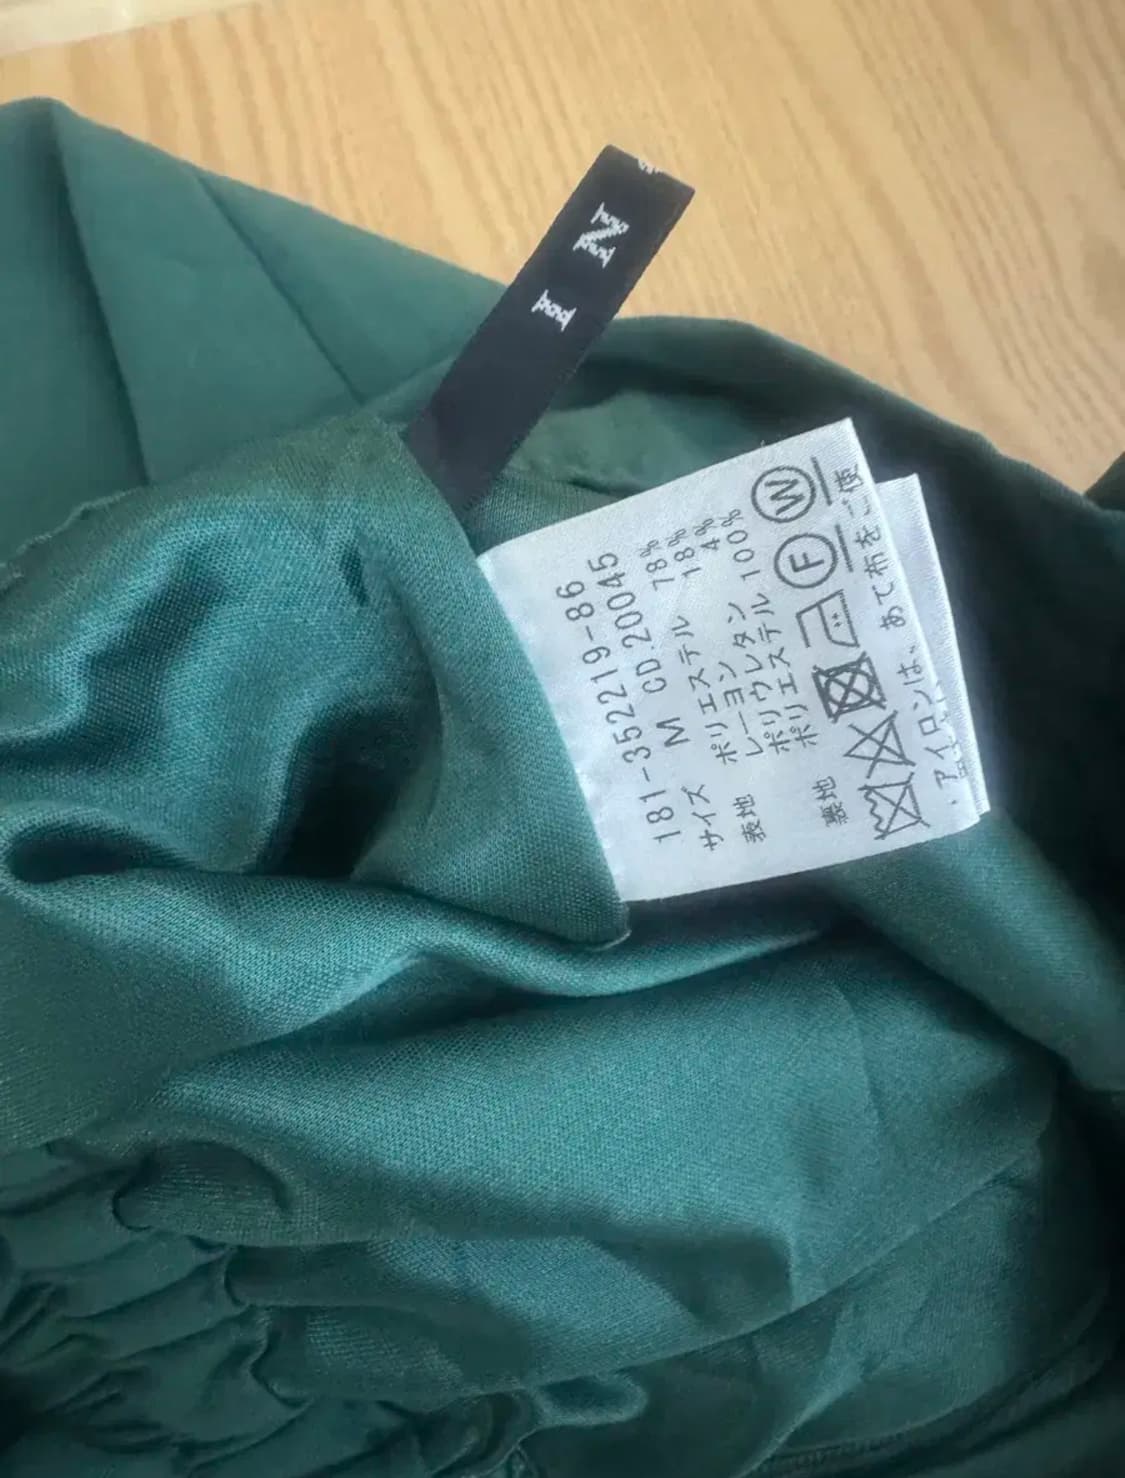 I N
181-352219-86
サイズ M CD.20045
表地 ポリエステル 78%
レーヨン 18%
ポリウレタン 4%
裏地 ポリエステル 100%
F W
・アイロンは、あて布をご使